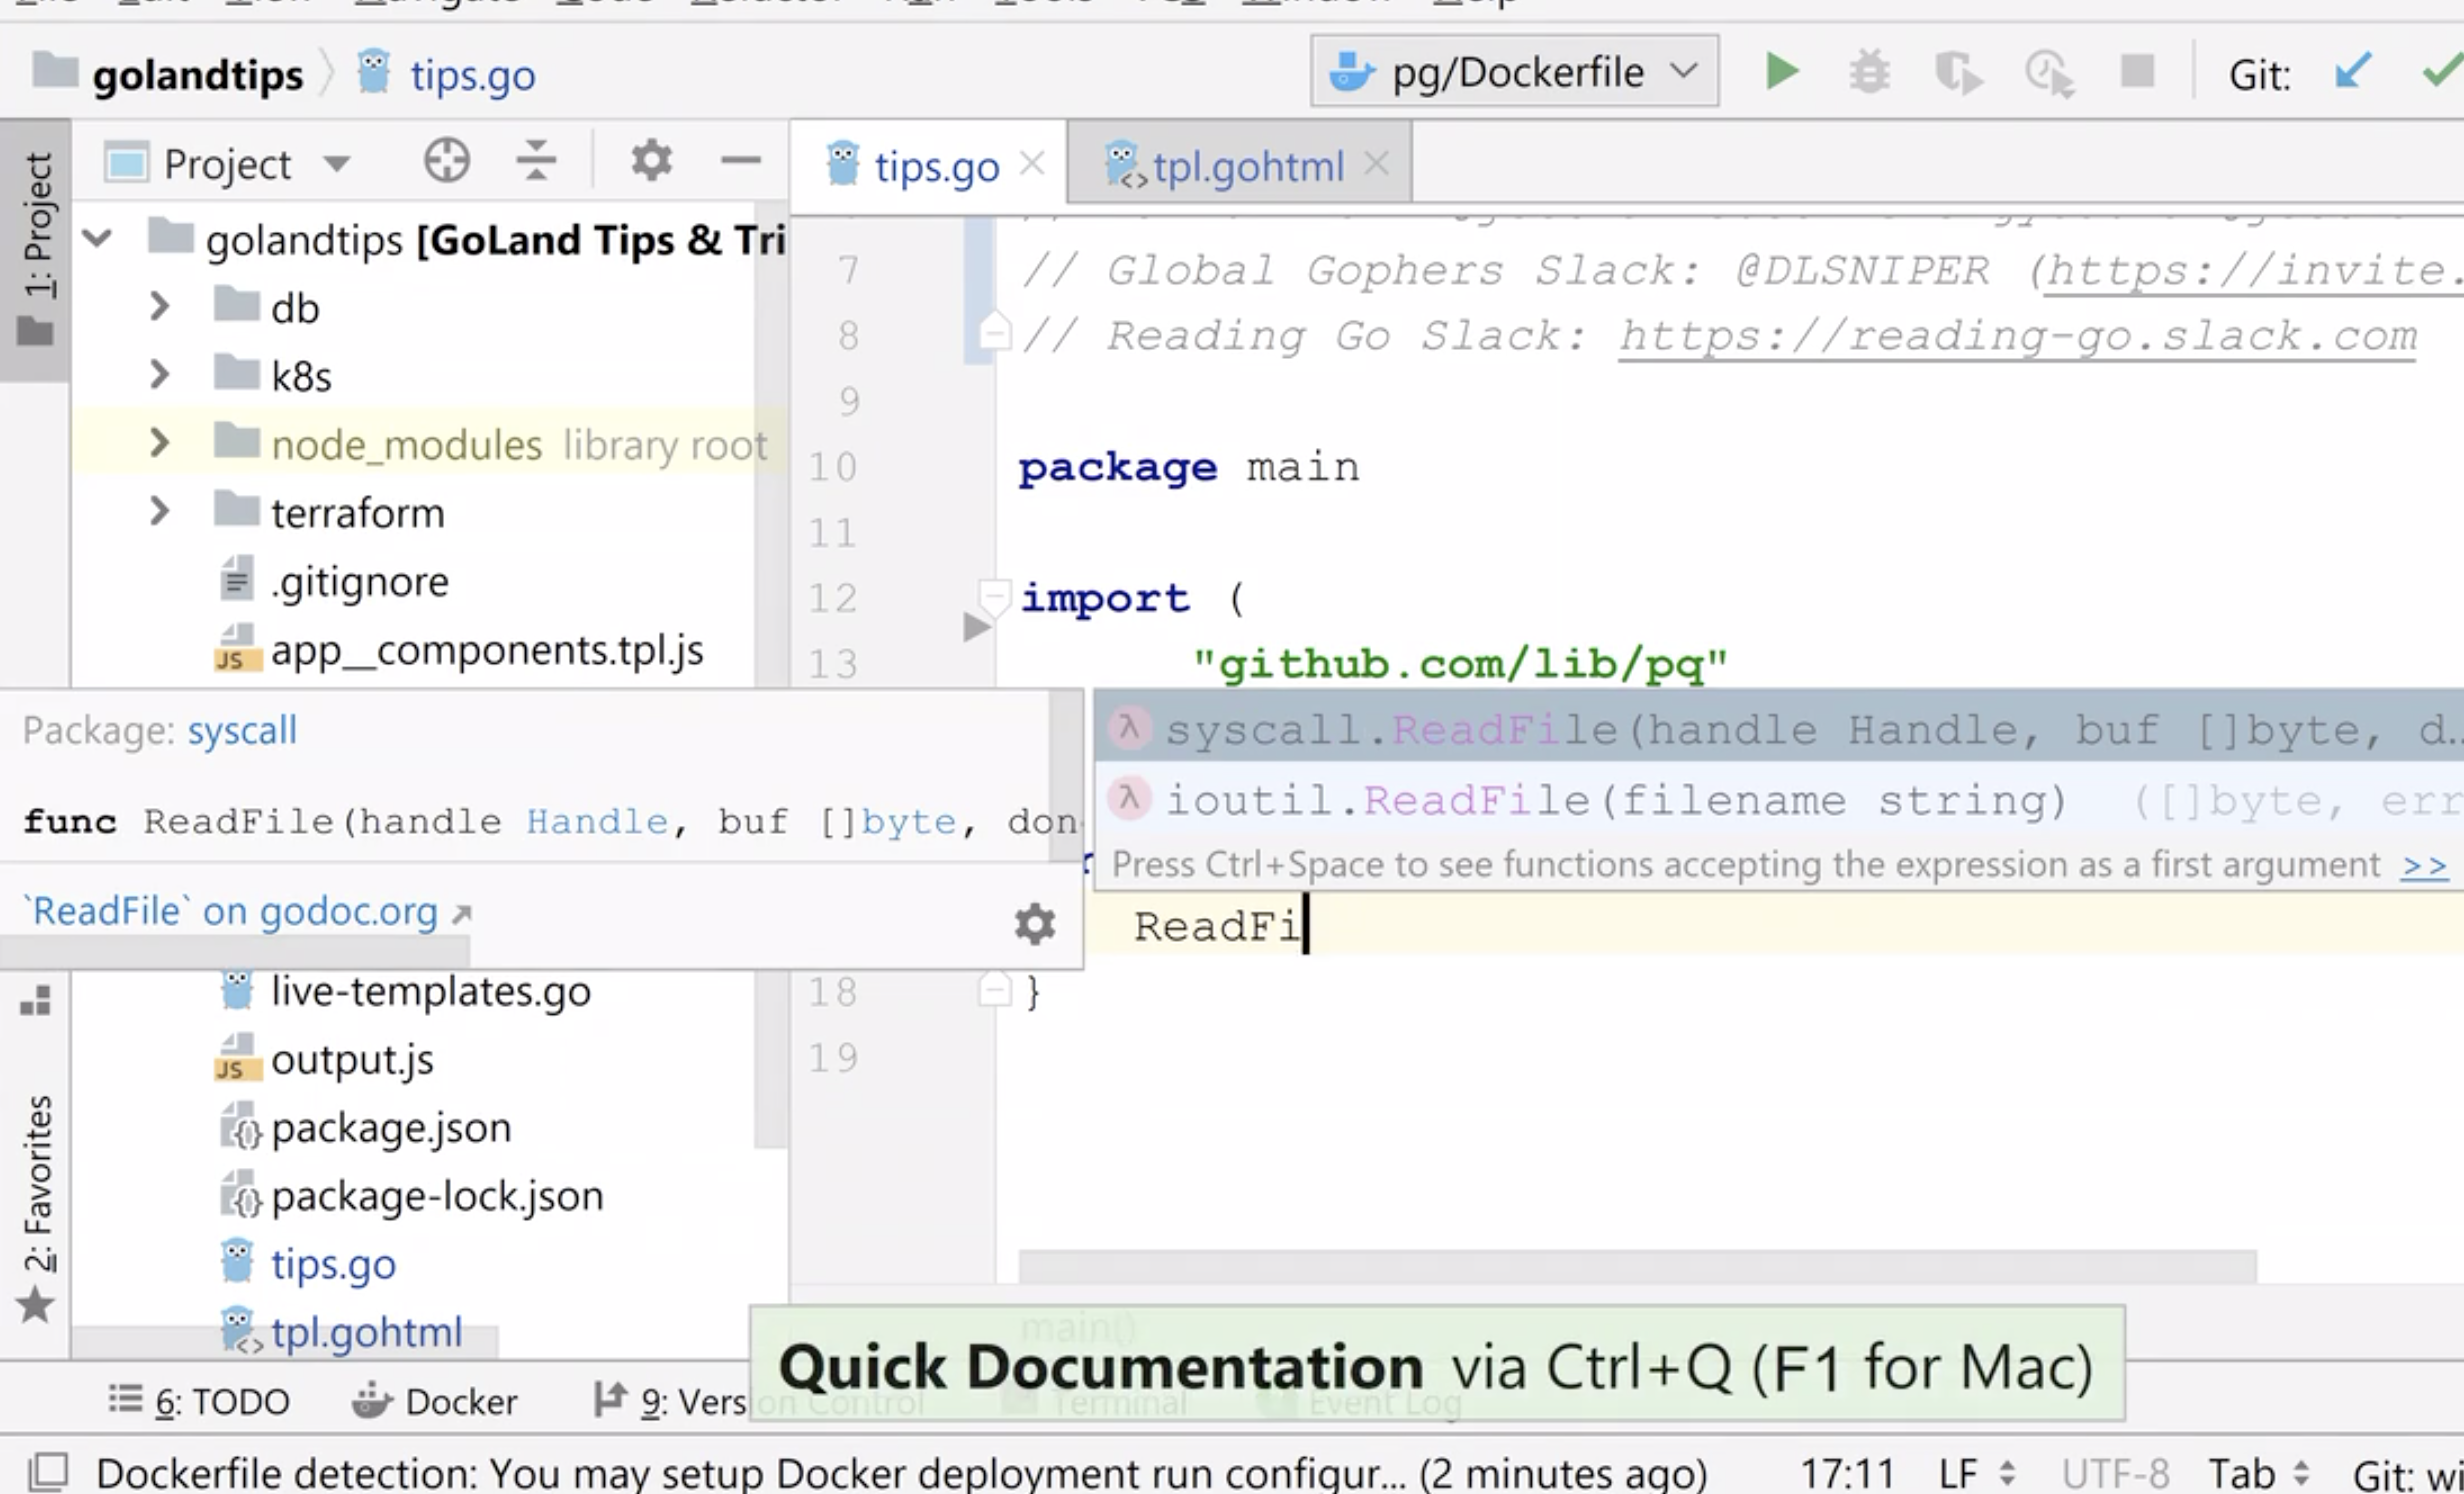 golandtips
tips.go
pg/Dockerfile
Git:
1: Project
Project
tips.go
tpl.gohtml
golandtips [GoLand Tips & Tri
db
k8s
node_modules library root
terraform
.gitignore
JS app__components.tpl.js
7 // Global Gophers Slack: @DLSNIPER (https://invite.
8 // Reading Go Slack: https://reading-go.slack.com
9
10 package main
11
12 import (
13 "github.com/lib/pq"
Package: syscall
func ReadFile(handle Handle, buf []byte, don
`ReadFile` on godoc.org
λ syscall.ReadFile(handle Handle, buf []byte, d…
λ ioutil.ReadFile(filename string) ([]byte, err
Press Ctrl+Space to see functions accepting the expression as a first argument >>
ReadFi
18 }
19
live-templates.go
JS output.js
package.json
package-lock.json
tips.go
tpl.gohtml
2: Favorites
main()
Quick Documentation via Ctrl+Q (F1 for Mac)
6: TODO
Docker
9: Version Control
Terminal
Event Log
Dockerfile detection: You may setup Docker deployment run configur... (2 minutes ago)
17:11
LF
UTF-8
Tab
Git: wi